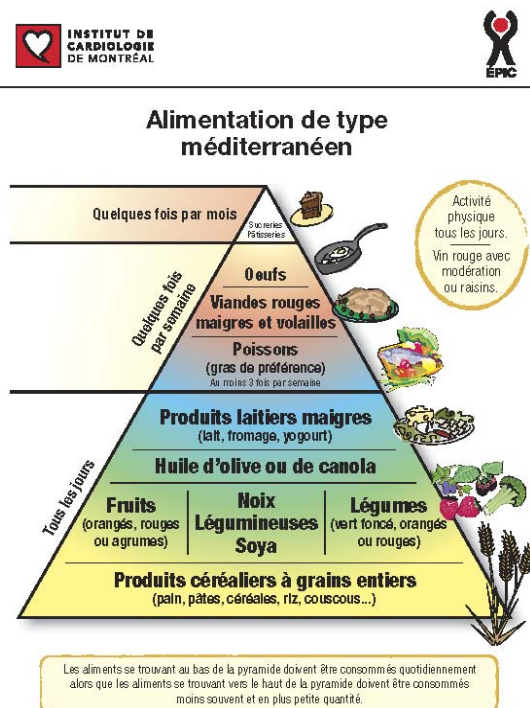 INSTITUT DE
CARDIOLOGIE
DE MONTRÉAL
ÉPIC
Alimentation de type
méditerranéen
Quelques fois par mois
Sucreries
Pâtisseries
Activité
physique
tous les jours.
Vin rouge avec
modération
ou raisins.
Quelques fois
par semaine
Oeufs
Viandes rouges
maigres et volailles
Poissons
(gras de préférence)
Au moins 3 fois par semaine
Tous les jours
Produits laitiers maigres
(lait, fromage, yogourt)
Huile d'olive ou de canola
Fruits
(orangés, rouges
ou agrumes)
Noix
Légumineuses
Soya
Légumes
(vert foncé, orangés
ou rouges)
Produits céréaliers à grains entiers
(pain, pâtes, céréales, riz, couscous...)
Les aliments se trouvant au bas de la pyramide doivent être consommés quotidiennement
alors que les aliments se trouvant vers le haut de la pyramide doivent être consommés
moins souvent et en plus petite quantité.